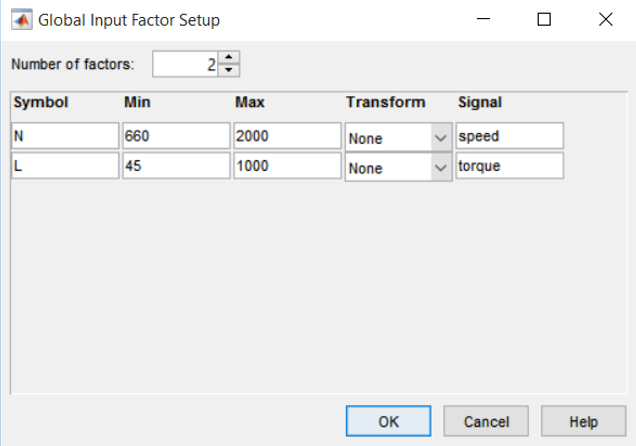 Global Input Factor Setup
Number of factors: 2
Symbol Min Max Transform Signal
N 660 2000 None speed
L 45 1000 None torque
OK Cancel Help